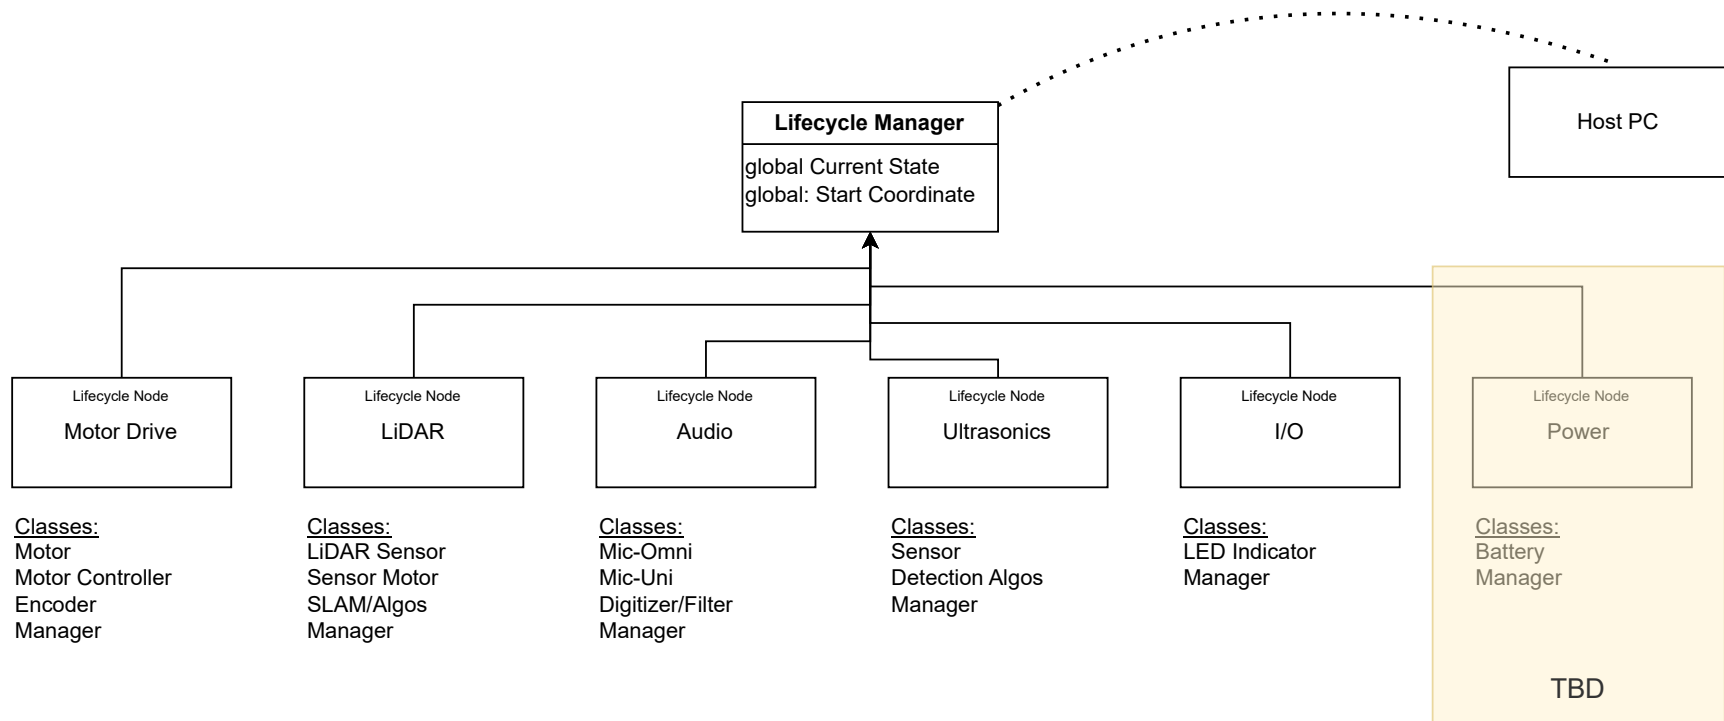 Host PC
Lifecycle Manager
global Current State
global: Start Coordinate
Lifecycle Node
Motor Drive
Lifecycle Node
LiDAR
Lifecycle Node
Audio
Lifecycle Node
Ultrasonics
Lifecycle Node
I/O
Lifecycle Node
Power
Classes:
Motor
Motor Controller
Encoder
Manager
Classes:
LiDAR Sensor
Sensor Motor
SLAM/Algos
Manager
Classes:
Mic-Omni
Mic-Uni
Digitizer/Filter
Manager
Classes:
Sensor
Detection Algos
Manager
Classes:
LED Indicator
Manager
Classes:
Battery
Manager
TBD